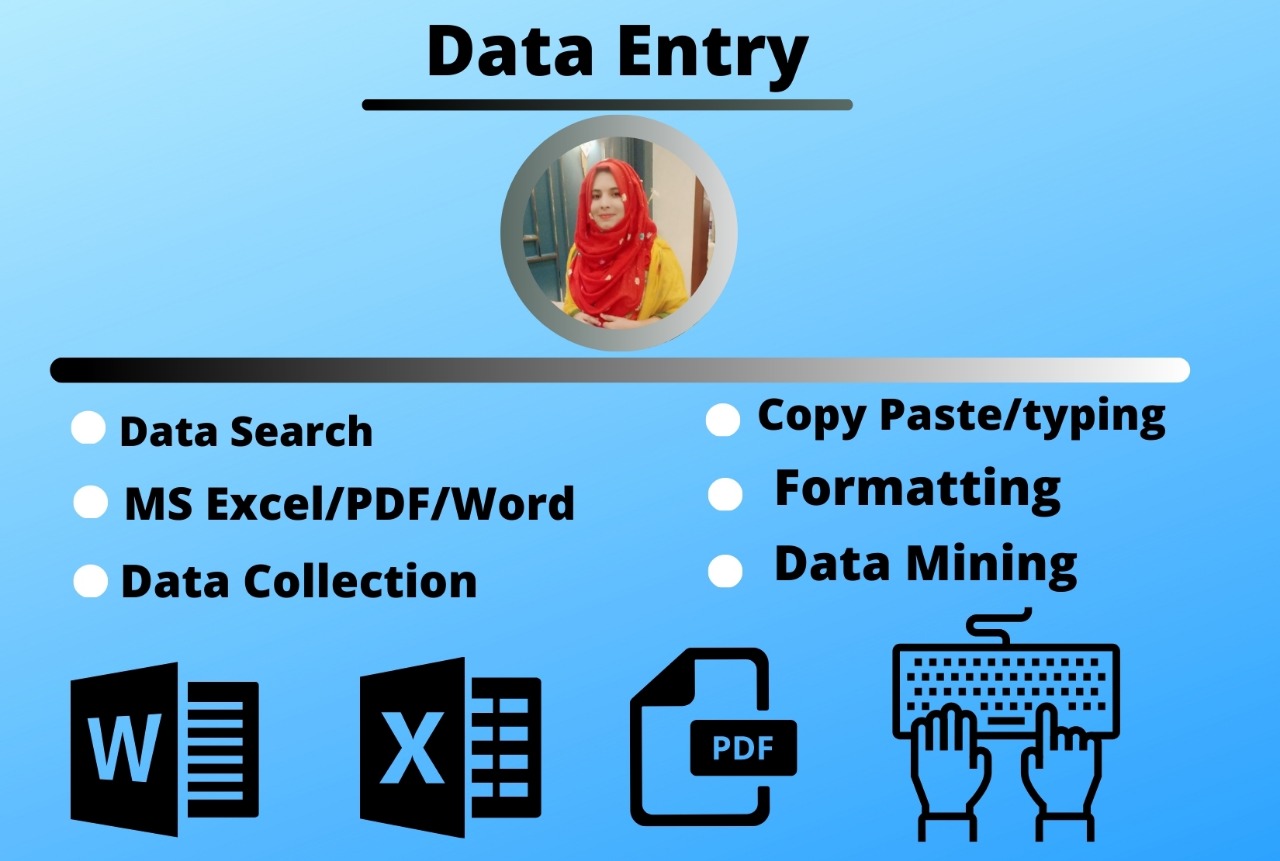 Data Entry
Data Search
MS Excel/PDF/Word
Data Collection
Copy Paste/typing
Formatting
Data Mining
W
X
PDF